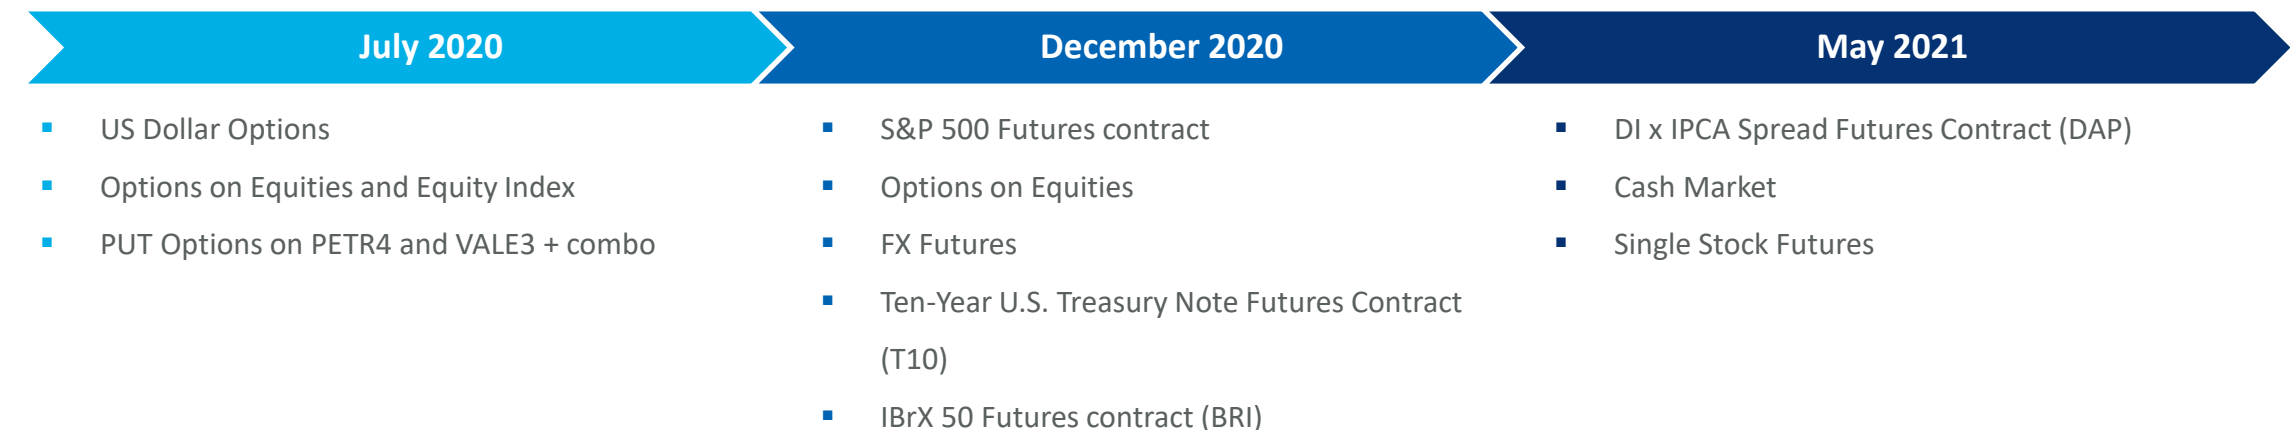 July 2020
US Dollar Options
Options on Equities and Equity Index
PUT Options on PETR4 and VALE3 + combo
December 2020
S&P 500 Futures contract
Options on Equities
FX Futures
Ten-Year U.S. Treasury Note Futures Contract
(T10)
IBrX 50 Futures contract (BRI)
May 2021
DI x IPCA Spread Futures Contract (DAP)
Cash Market
Single Stock Futures